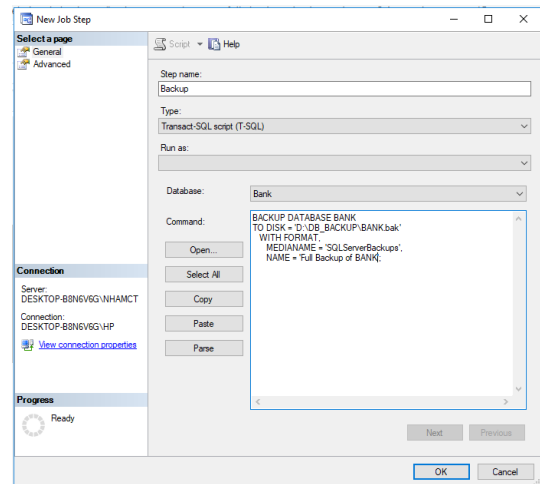 New Job Step
Select a page
General
Advanced
Script
Help
Step name:
Backup
Type:
Transact-SQL script (T-SQL)
Run as:
Database:
Bank
Command:
BACKUP DATABASE BANK
TO DISK = 'D:\DB_BACKUP\BANK.bak'
WITH FORMAT,
MEDIANAME = 'SQLServerBackups',
NAME = 'Full Backup of BANK';
Open...
Select All
Copy
Paste
Parse
Connection
Server:
DESKTOP-B8N6V6G\NHAMCT
Connection:
DESKTOP-B8N6V6G\HP
View connection properties
Progress
Ready
Next
Previous
OK
Cancel